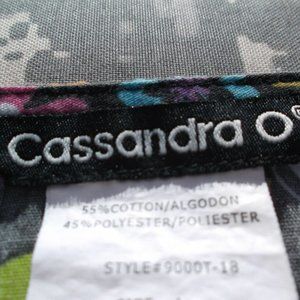 Cassandra O
55%COTTON/ALGODON
45%POLYESTER/POLIESTER
STYLE#9000T-18